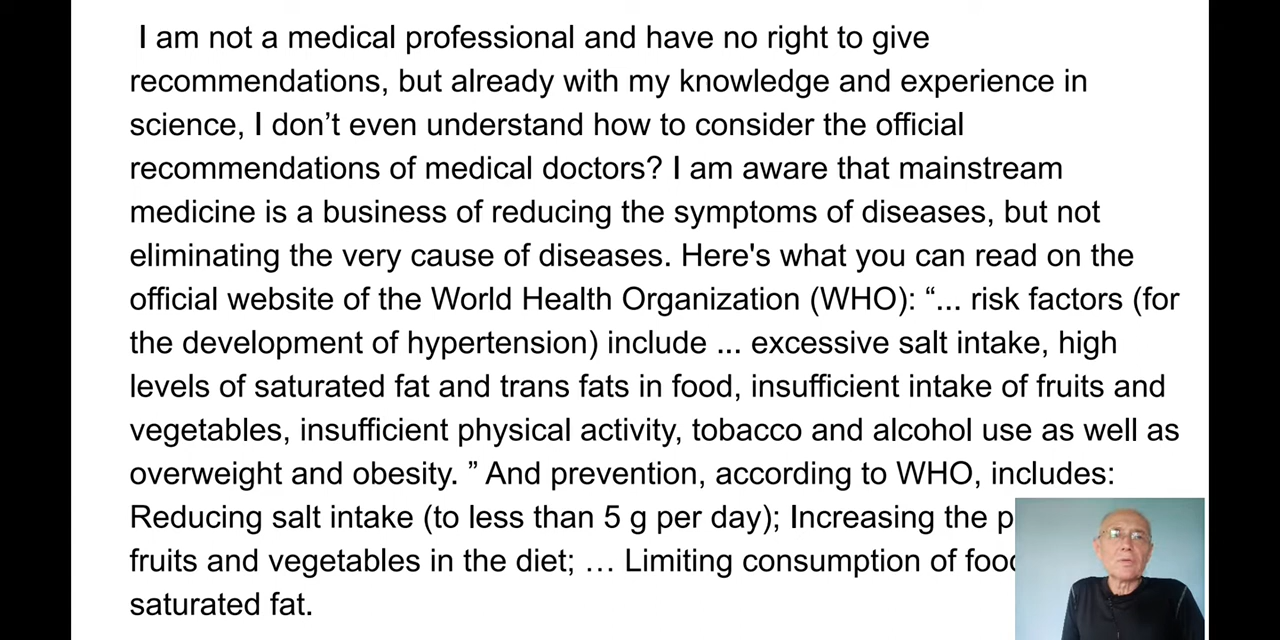 I am not a medical professional and have no right to give
recommendations, but already with my knowledge and experience in
science, I don’t even understand how to consider the official
recommendations of medical doctors? I am aware that mainstream
medicine is a business of reducing the symptoms of diseases, but not
eliminating the very cause of diseases. Here's what you can read on the
official website of the World Health Organization (WHO): “... risk factors (for
the development of hypertension) include ... excessive salt intake, high
levels of saturated fat and trans fats in food, insufficient intake of fruits and
vegetables, insufficient physical activity, tobacco and alcohol use as well as
overweight and obesity. ” And prevention, according to WHO, includes:
Reducing salt intake (to less than 5 g per day); Increasing the
fruits and vegetables in the diet; … Limiting consumption of
saturated fat.